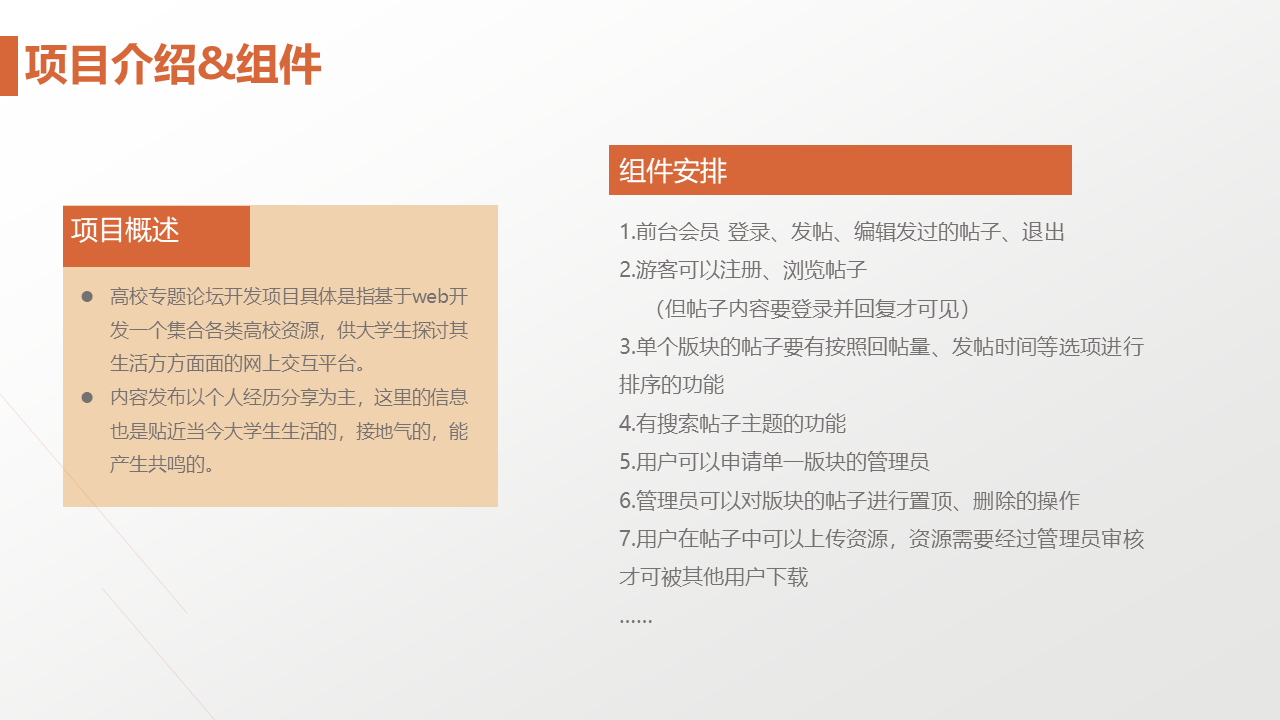 项目介绍&组件
项目概述
● 高校专题论坛开发项目具体是指基于web开
发一个集合各类高校资源，供大学生探讨其
生活方方面面的网上交互平台。
● 内容发布以个人经历分享为主，这里的信息
也是贴近当今大学生生活的，接地气的，能
产生共鸣的。
组件安排
1.前台会员 登录、发帖、编辑发过的帖子、退出
2.游客可以注册、浏览帖子
（但帖子内容要登录并回复才可见）
3.单个版块的帖子要有按照回帖量、发帖时间等选项进行
排序的功能
4.有搜索帖子主题的功能
5.用户可以申请单一版块的管理员
6.管理员可以对版块的帖子进行置顶、删除的操作
7.用户在帖子中可以上传资源，资源需要经过管理员审核
才可被其他用户下载
......